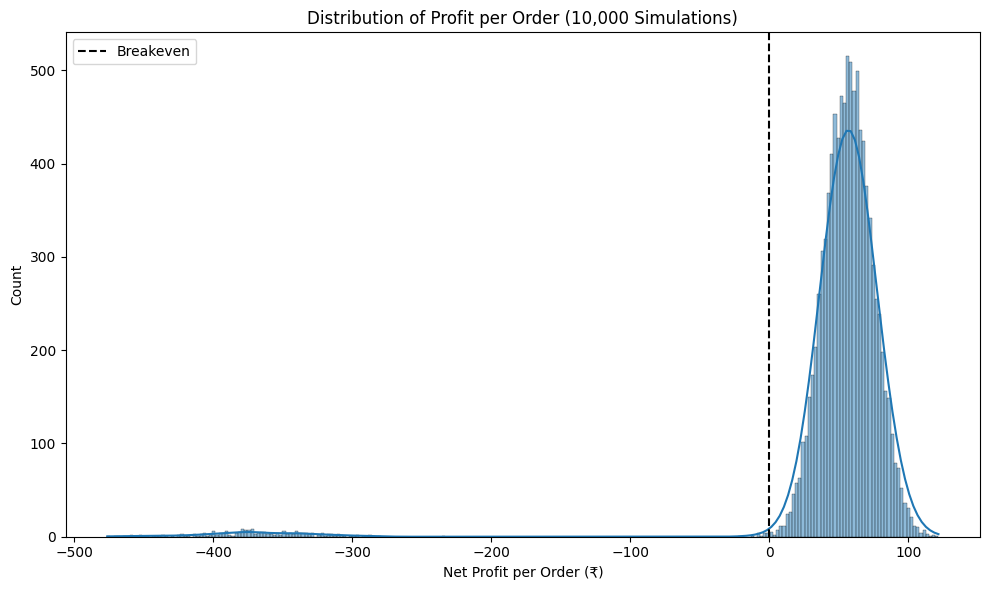 Distribution of Profit per Order (10,000 Simulations)
Breakeven
Count
500
400
300
200
100
0
−500 −400 −300 −200 −100 0 100
Net Profit per Order (₹)